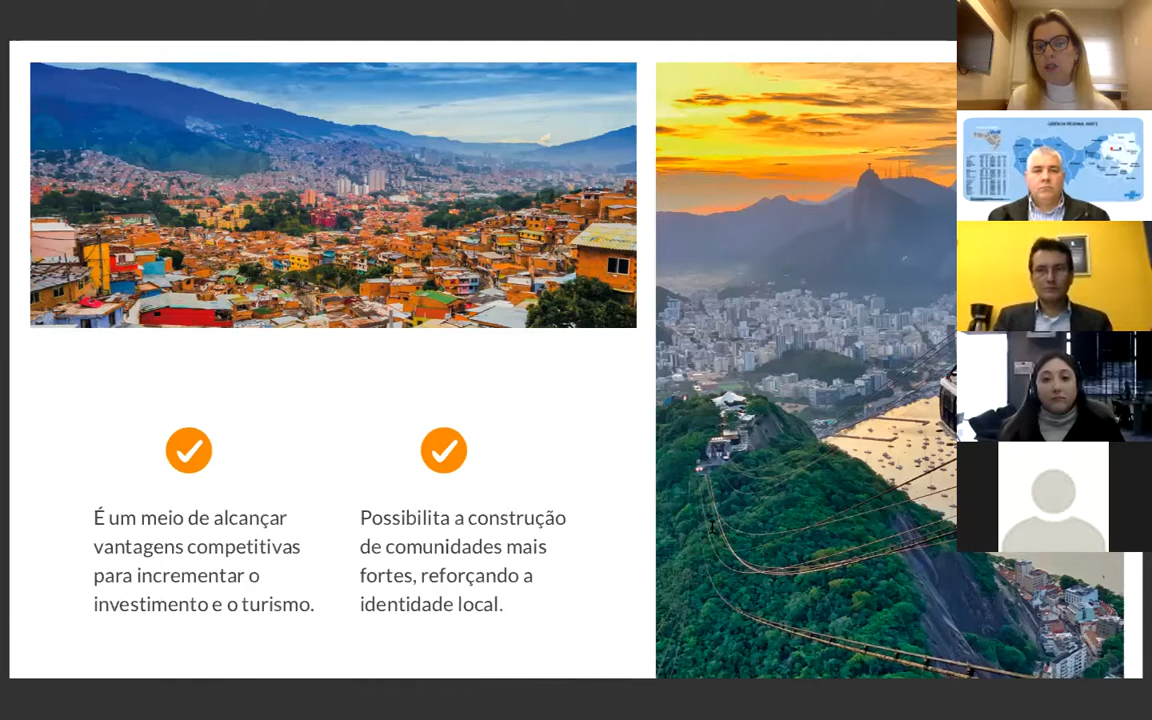 É um meio de alcançar
vantagens competitivas
para incrementar o
investimento e o turismo.
Possibilita a construção
de comunidades mais
fortes, reforçando a
identidade local.